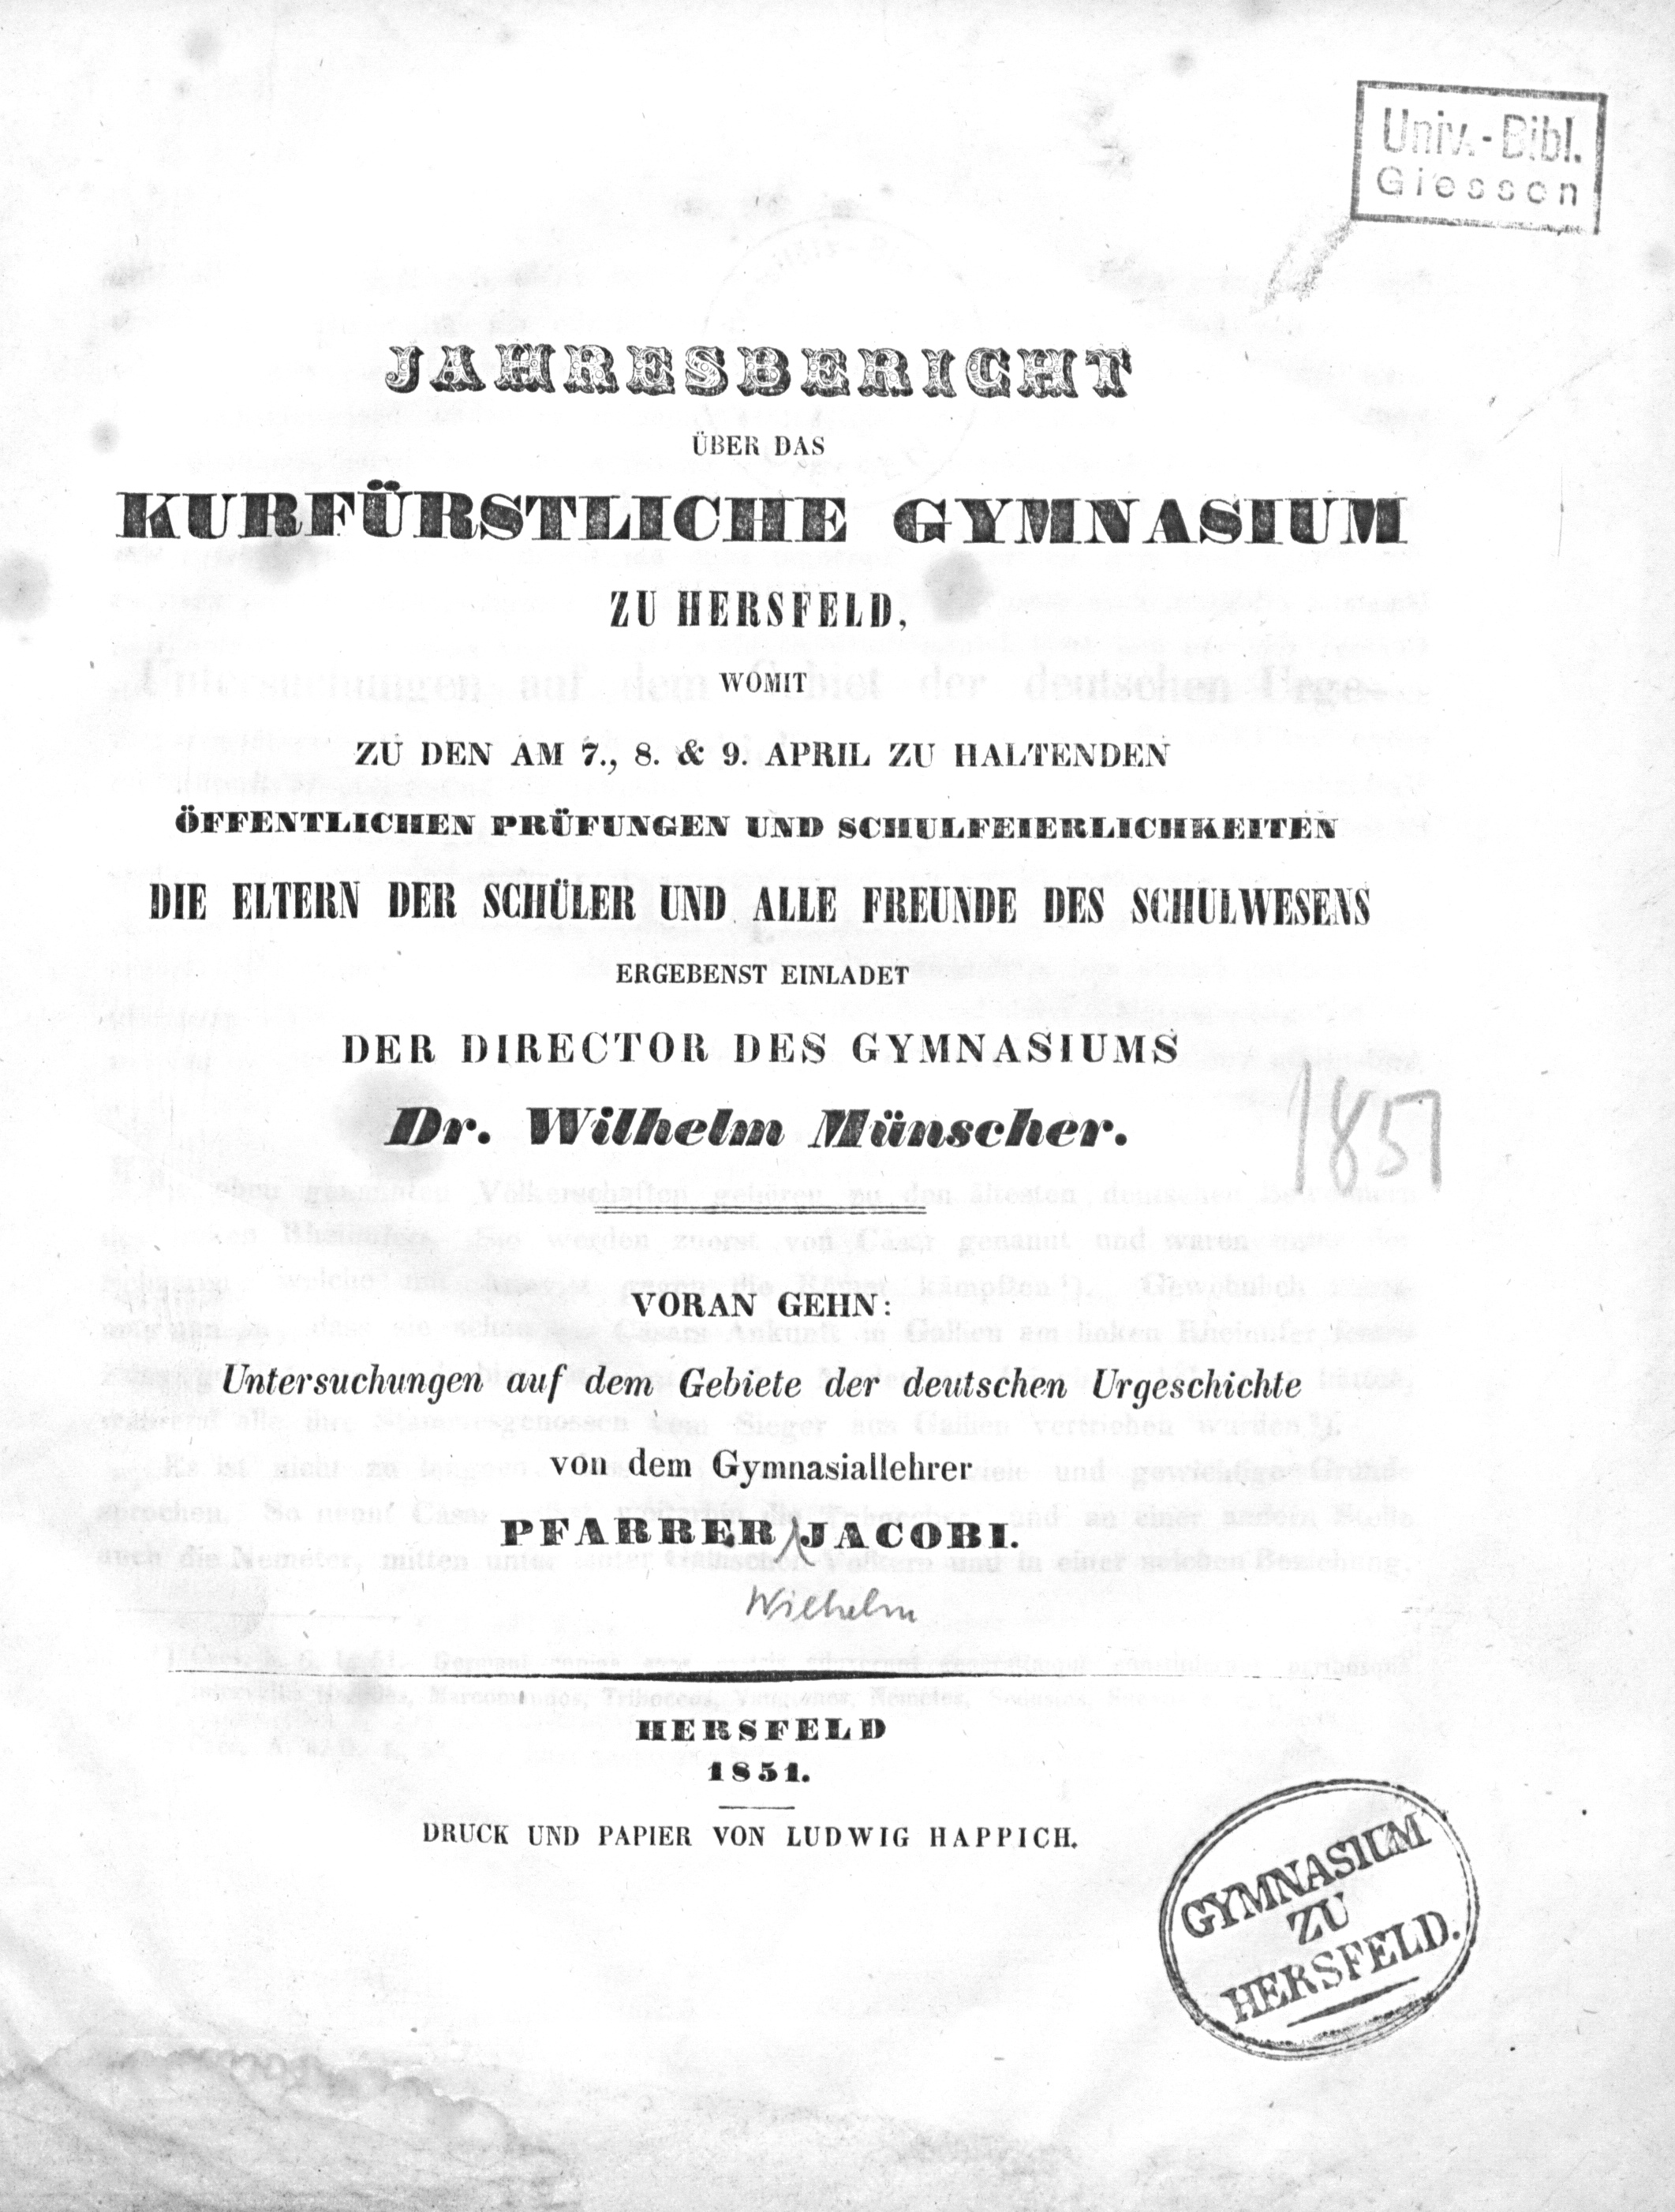 Univ.-Bibl.
Giessen
JAHRESBERICHT
ÜBER DAS
KURFÜRSTLICHE GYMNASIUM
ZU HERSFELD,
WOMIT
ZU DEN AM 7., 8. & 9. APRIL ZU HALTENDEN
ÖFFENTLICHEN PRÜFUNGEN UND SCHULFEIERLICHKEITEN
DIE ELTERN DER SCHÜLER UND ALLE FREUNDE DES SCHULWESENS
ERGEBENST EINLADET
DER DIRECTOR DES GYMNASIUMS
Dr. Wilhelm Münscher.
1851
VORAN GEHN:
Untersuchungen auf dem Gebiete der deutschen Urgeschichte
von dem Gymnasiallehrer
PFARRER JACOBI.
Wilhelm
HERSFELD
1851.
DRUCK UND PAPIER VON LUDWIG HAPPICH.
GYMNASIUM
ZU
HERSFELD.